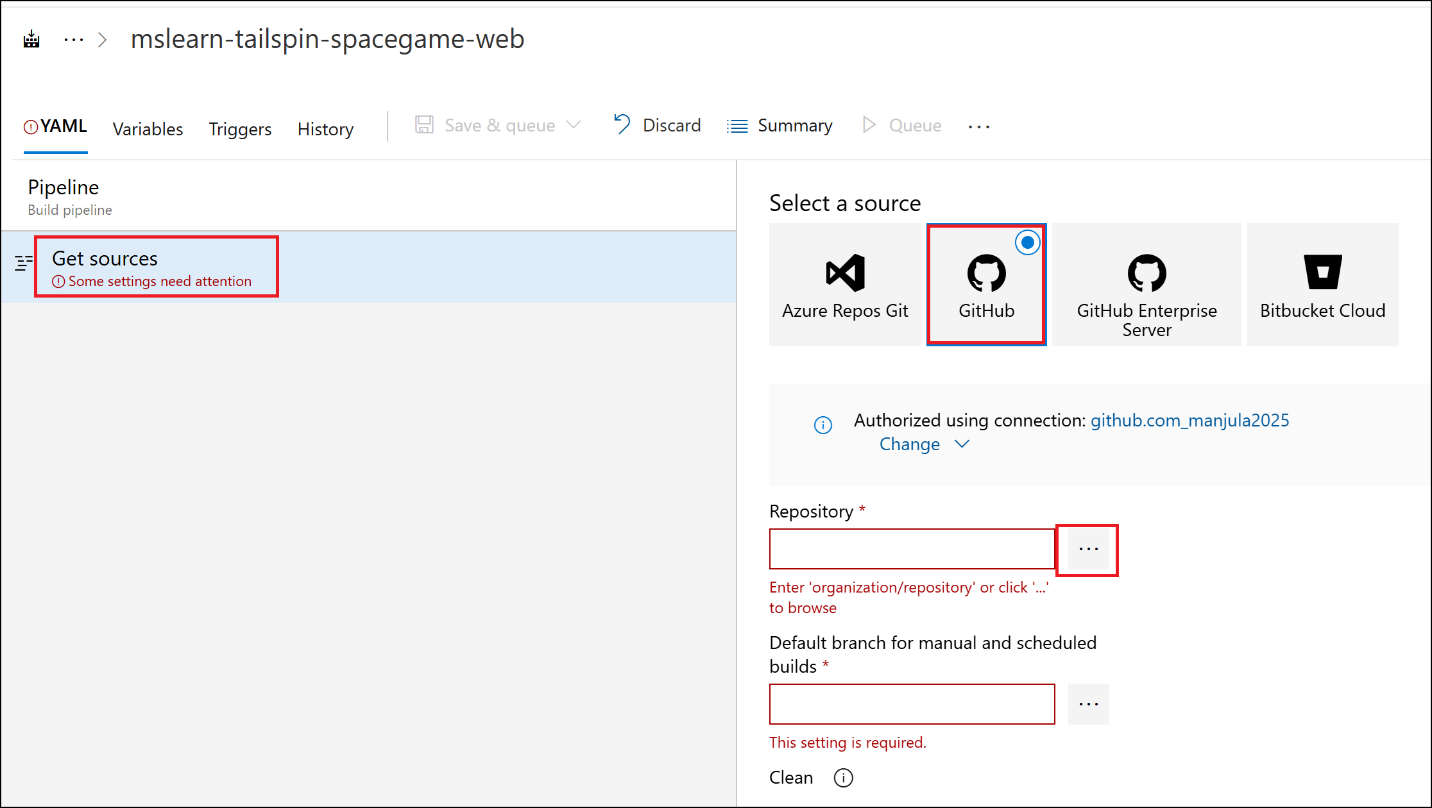 ... > mslearn-tailspin-spacegame-web
YAML Variables Triggers History Save & queue Discard Summary Queue ...
Pipeline
Build pipeline
Get sources
Some settings need attention
Select a source
Azure Repos Git
GitHub
GitHub Enterprise
Server
Bitbucket Cloud
Authorized using connection: github.com_manjula2025
Change
Repository *
...
Enter 'organization/repository' or click '...'
to browse
Default branch for manual and scheduled
builds *
...
This setting is required.
Clean